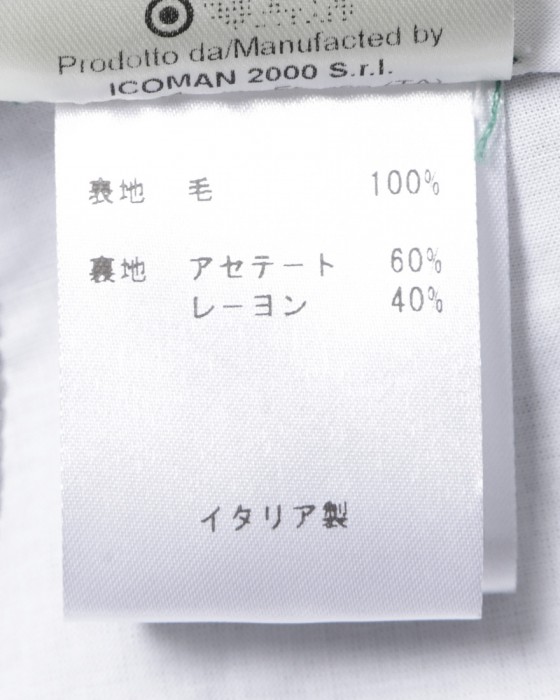 Prodotto da/Manufacted by
ICOMAN 2000 S.r.l.
裏地 毛 100%
裏地 アセテート 60%
レーヨン 40%
イタリア製